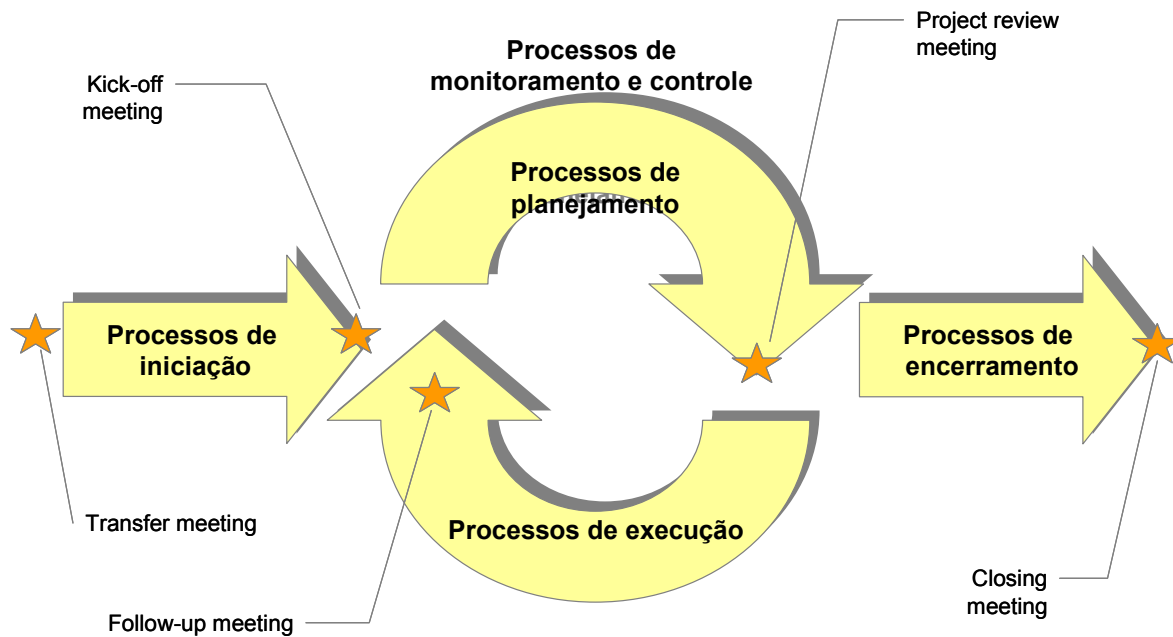 Project review
meeting
Processos de
monitoramento e controle
Kick-off
meeting
Processos de
planejamento
Processos de
iniciação
Processos de
encerramento
Transfer meeting
Processos de execução
Closing
meeting
Follow-up meeting